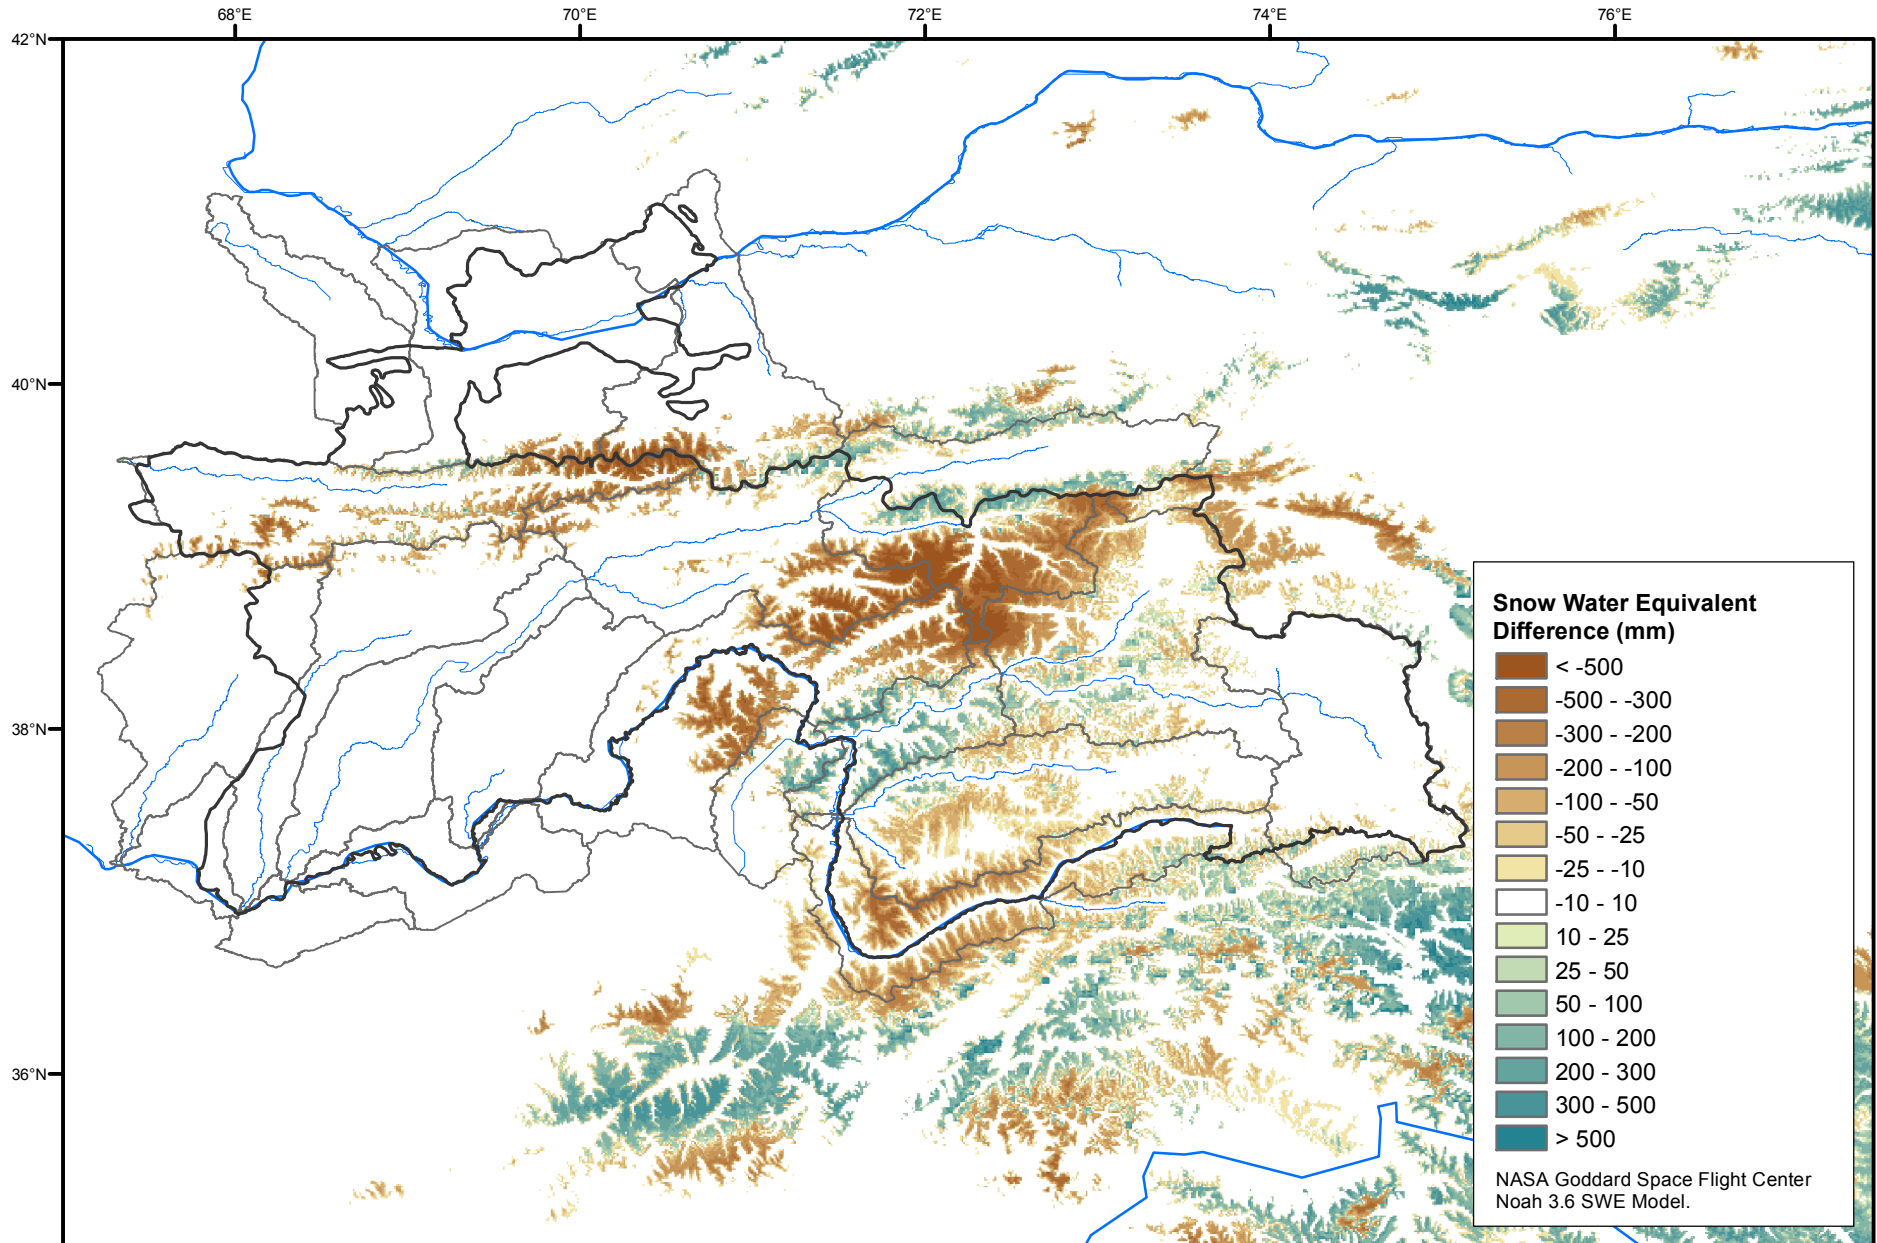 68°E 70°E 72°E 74°E 76°E
42°N
40°N
38°N
36°N
Snow Water Equivalent
Difference (mm)
< -500
-500 - -300
-300 - -200
-200 - -100
-100 - -50
-50 - -25
-25 - -10
-10 - 10
10 - 25
25 - 50
50 - 100
100 - 200
200 - 300
300 - 500
> 500
NASA Goddard Space Flight Center
Noah 3.6 SWE Model.